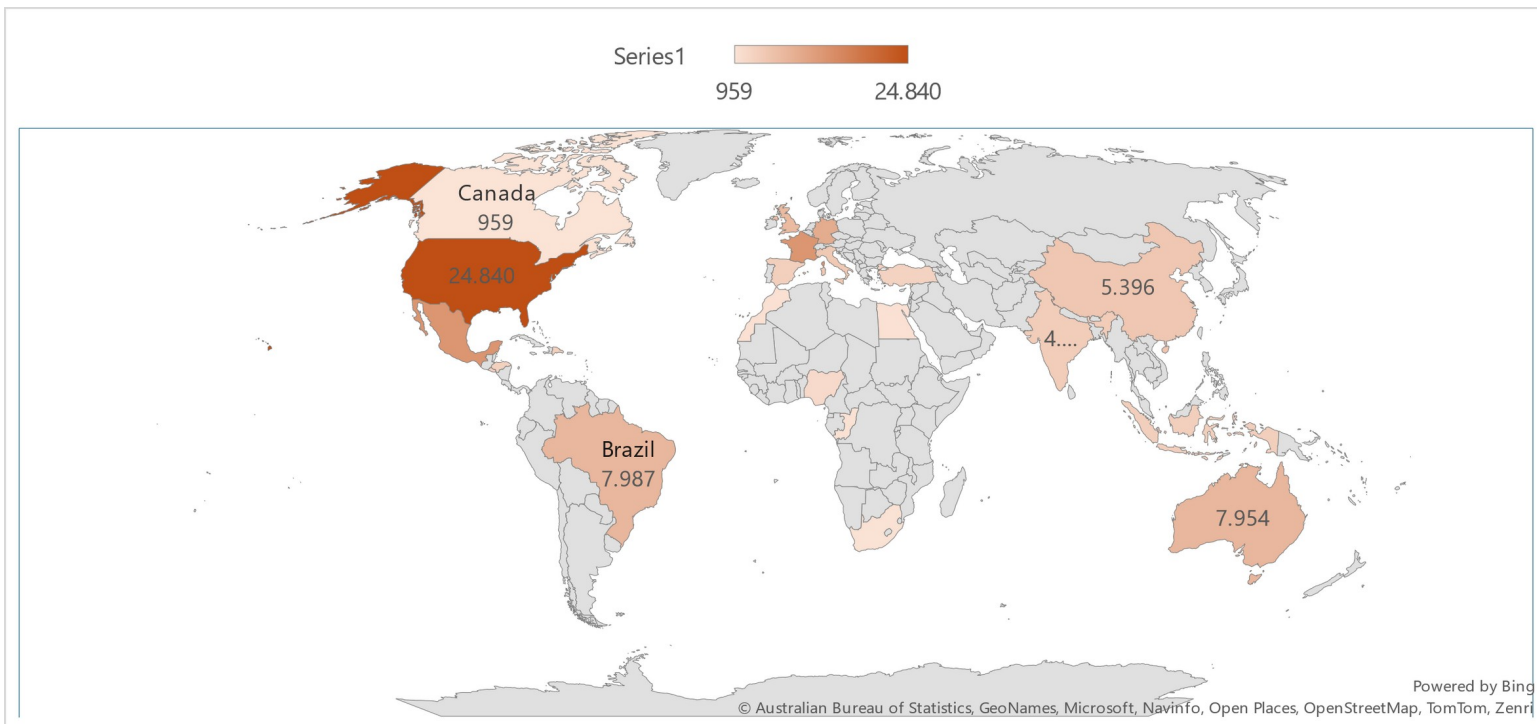 Series1
959 24.840
Canada
959
24.840
5.396
4....
Brazil
7.987
7.954
Powered by Bing
© Australian Bureau of Statistics, GeoNames, Microsoft, Navinfo, Open Places, OpenStreetMap, TomTom, Zenri